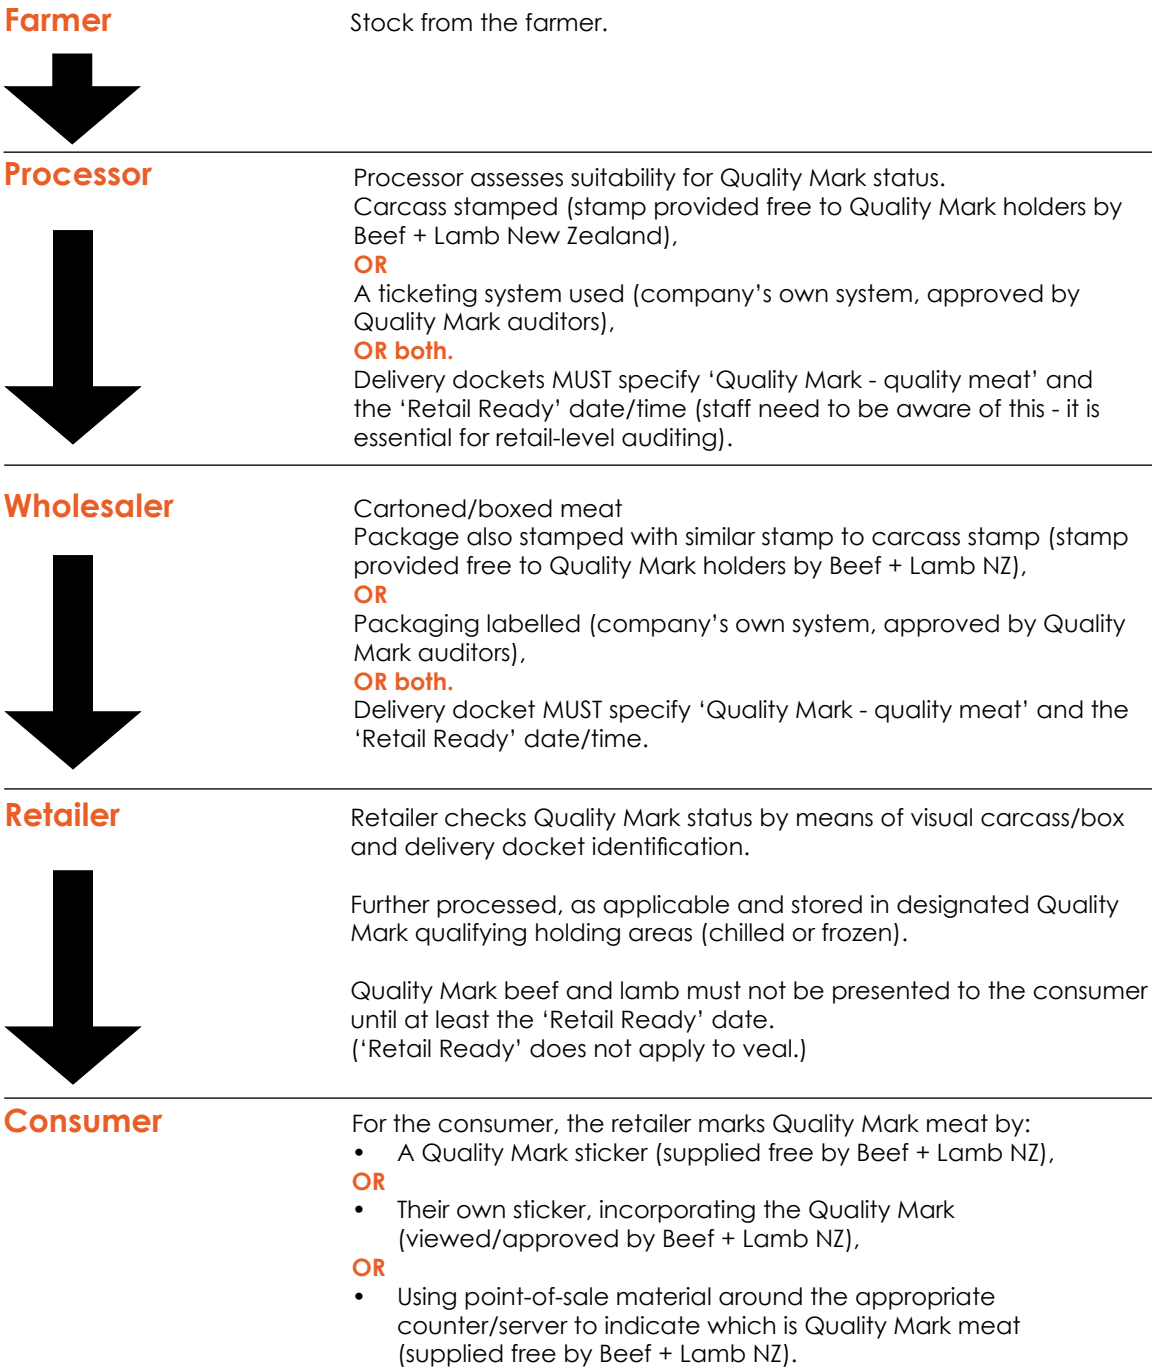 Farmer
Stock from the farmer.
Processor
Processor assesses suitability for Quality Mark status.
Carcass stamped (stamp provided free to Quality Mark holders by
Beef + Lamb New Zealand),
OR
A ticketing system used (company’s own system, approved by
Quality Mark auditors),
OR both.
Delivery dockets MUST specify ‘Quality Mark - quality meat’ and
the ‘Retail Ready’ date/time (staff need to be aware of this - it is
essential for retail-level auditing).
Wholesaler
Cartoned/boxed meat
Package also stamped with similar stamp to carcass stamp (stamp
provided free to Quality Mark holders by Beef + Lamb NZ),
OR
Packaging labelled (company’s own system, approved by Quality
Mark auditors),
OR both.
Delivery docket MUST specify ‘Quality Mark - quality meat’ and the
‘Retail Ready’ date/time.
Retailer
Retailer checks Quality Mark status by means of visual carcass/box
and delivery docket identification.
Further processed, as applicable and stored in designated Quality
Mark qualifying holding areas (chilled or frozen).
Quality Mark beef and lamb must not be presented to the consumer
until at least the ‘Retail Ready’ date.
(‘Retail Ready’ does not apply to veal.)
Consumer
For the consumer, the retailer marks Quality Mark meat by:
• A Quality Mark sticker (supplied free by Beef + Lamb NZ),
OR
• Their own sticker, incorporating the Quality Mark
(viewed/approved by Beef + Lamb NZ),
OR
• Using point-of-sale material around the appropriate
counter/server to indicate which is Quality Mark meat
(supplied free by Beef + Lamb NZ).